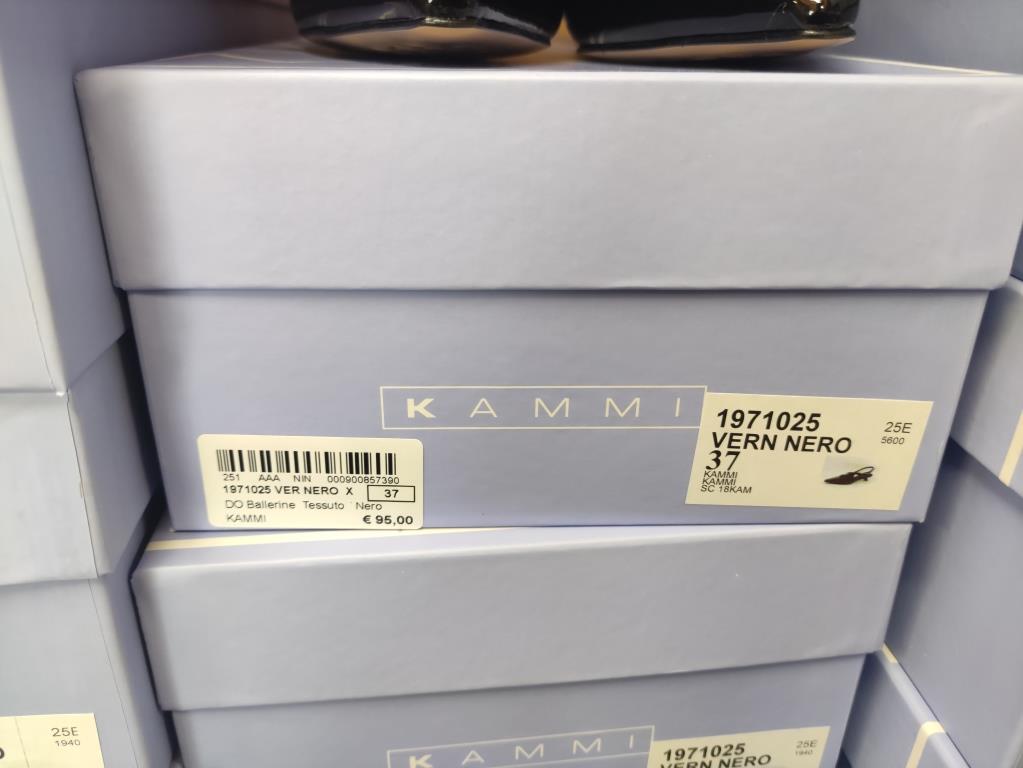 KAMMI
1971025
25E
VERN NERO
5600
37
KAMMI
KAMMI
SC 18KAM
251 AAA NIN 000900857390
1971025 VER NERO X 37
DO Ballerine Tessuto Nero
KAMMI € 95,00
25E
1940
KAMMI
1971025
25E
1940
VERN NERO